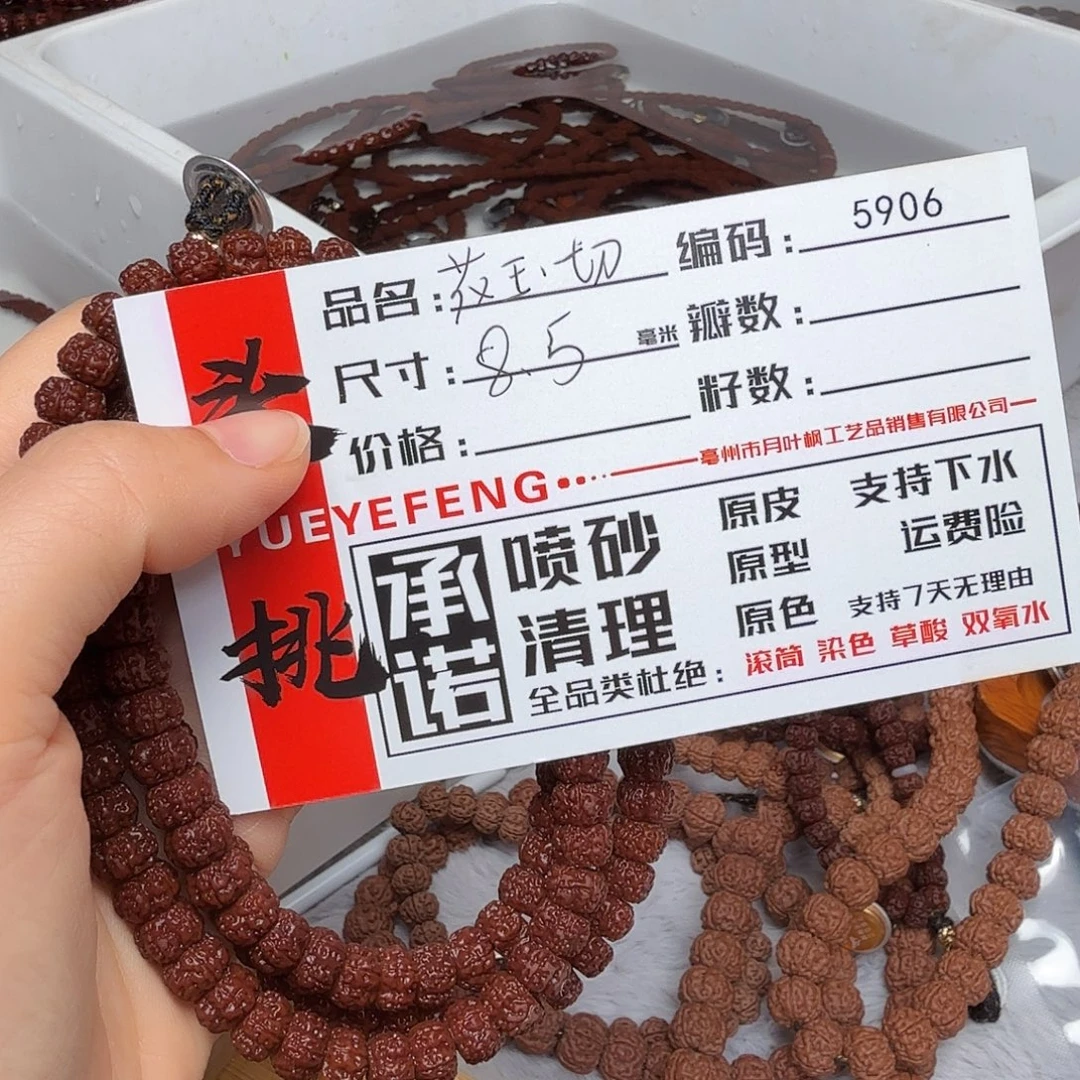 品名：莈玉·切 编码：5906
尺寸：8.5 毫米 瓣数：
价格： 籽数：
YUEYEFENG 亳州市月叶枫工艺品销售有限公司
头
挑
承诺
喷砂 清理
原皮 原型 原色
支持下水
运费险
支持7天无理由
全品类杜绝：滚筒 染色 草酸 双氧水